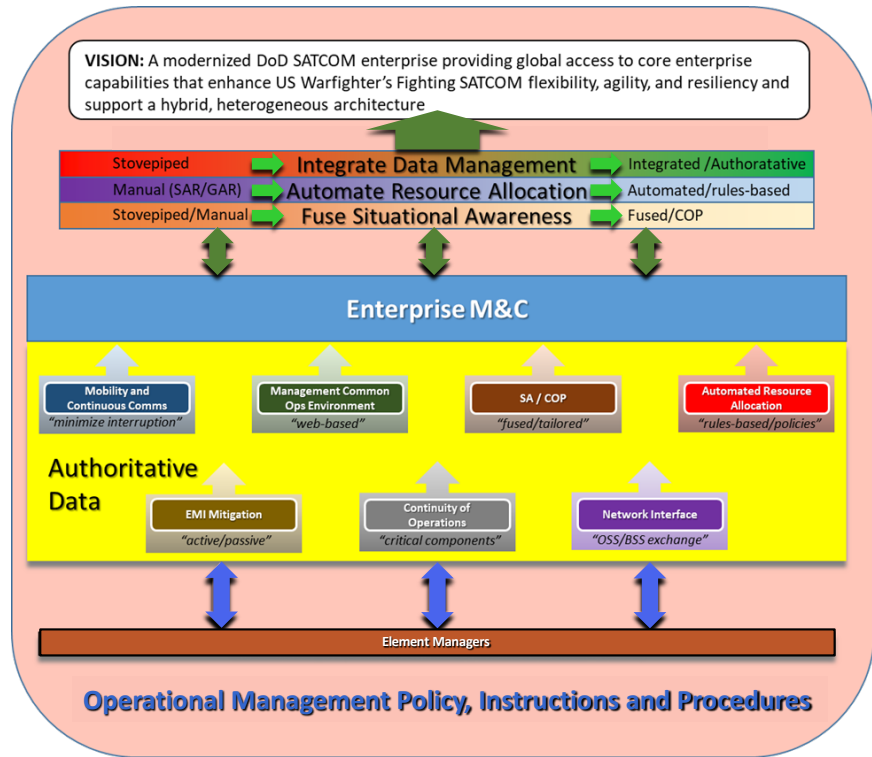 VISION: A modernized DoD SATCOM enterprise providing global access to core enterprise
capabilities that enhance US Warfighter's Fighting SATCOM flexibility, agility, and resiliency and
support a hybrid, heterogeneous architecture
Stovepiped Integrate Data Management Integrated /Authoratative
Manual (SAR/GAR) Automate Resource Allocation Automated/rules-based
Stovepiped/Manual Fuse Situational Awareness Fused/COP
Enterprise M&C
Mobility and
Continuous Comms
"minimize interruption"
Management Common
Ops Environment
"web-based"
SA / COP
"fused/tailored"
Automated Resource
Allocation
"rules-based/policies"
Authoritative
Data
EMI Mitigation
"active/passive"
Continuity of
Operations
"critical components"
Network Interface
"OSS/BSS exchange"
Element Managers
Operational Management Policy, Instructions and Procedures